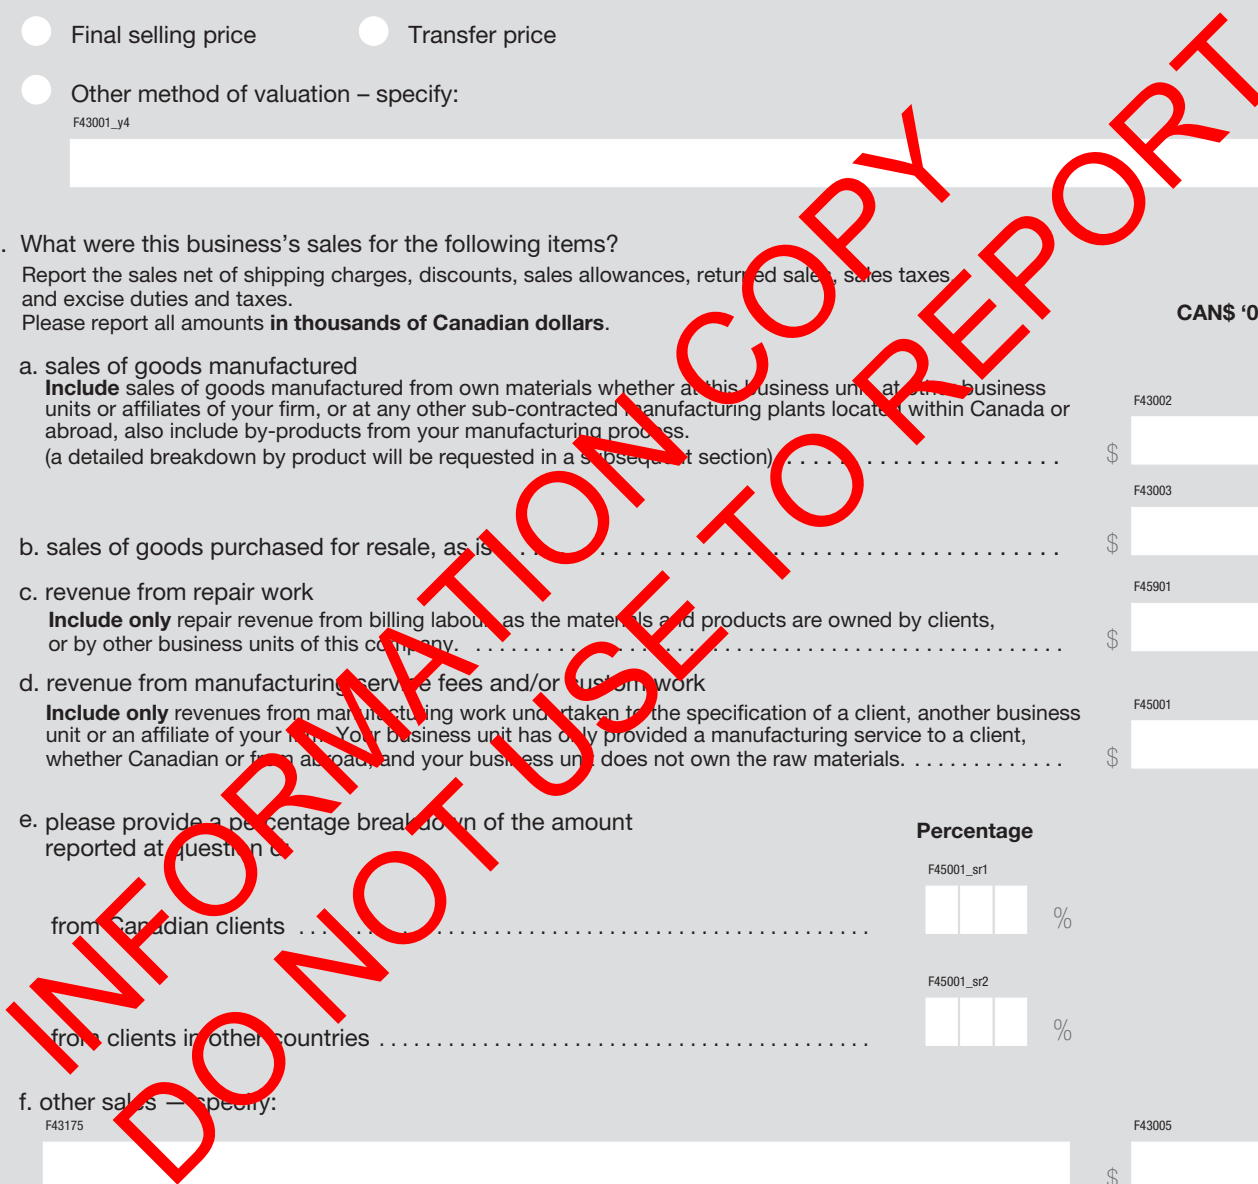 Final selling price
Transfer price
Other method of valuation – specify:
F43001_y4
. What were this business's sales for the following items?
Report the sales net of shipping charges, discounts, sales allowances, returned sales, sales taxes
and excise duties and taxes.
Please report all amounts in thousands of Canadian dollars.
CAN$ ‘0
a. sales of goods manufactured
Include sales of goods manufactured from own materials whether at this business unit, at other business
units or affiliates of your firm, or at any other sub-contracted manufacturing plants located within Canada or
abroad, also include by-products from your manufacturing process.
(a detailed breakdown by product will be requested in a subsequent section) . . . . . . . . . . . . . . . . . . . . .
F43002
$
F43003
b. sales of goods purchased for resale, as is . . . . . . . . . . . . . . . . . . . . . . . . . . . . . . . . . . . . . . . . . .
$
c. revenue from repair work
Include only repair revenue from billing labour, as the materials and products are owned by clients,
or by other business units of this company. . . . . . . . . . . . . . . . . . . . . . . . . . . . . . . . . . . . . . . . . . . . .
F45901
$
d. revenue from manufacturing service fees and/or custom work
Include only revenues from manufacturing work undertaken to the specification of a client, another business
unit or an affiliate of your firm. Your business unit has only provided a manufacturing service to a client,
whether Canadian or from abroad, and your business unit does not own the raw materials. . . . . . . . . . . . . .
F45001
$
e. please provide a percentage breakdown of the amount
reported at question d.
Percentage
F45001_sr1
from Canadian clients . . . . . . . . . . . . . . . . . . . . . . . . . . . . . . . . . . . . . . . . . . . .
%
F45001_sr2
from clients in other countries . . . . . . . . . . . . . . . . . . . . . . . . . . . . . . . . . . . . . .
%
f. other sales — specify:
F43175
F43005
$
INFORMATION COPY
DO NOT USE TO REPORT